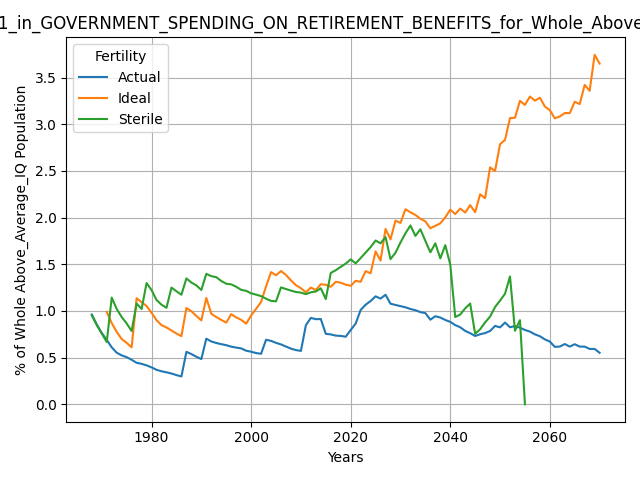 1_in_GOVERNMENT_SPENDING_ON_RETIREMENT_BENEFITS_for_Whole_Above
Fertility
Actual
Ideal
Sterile
% of Whole Above_Average_IQ Population
3.5
3.0
2.5
2.0
1.5
1.0
0.5
0.0
1980
2000
2020
2040
2060
Years